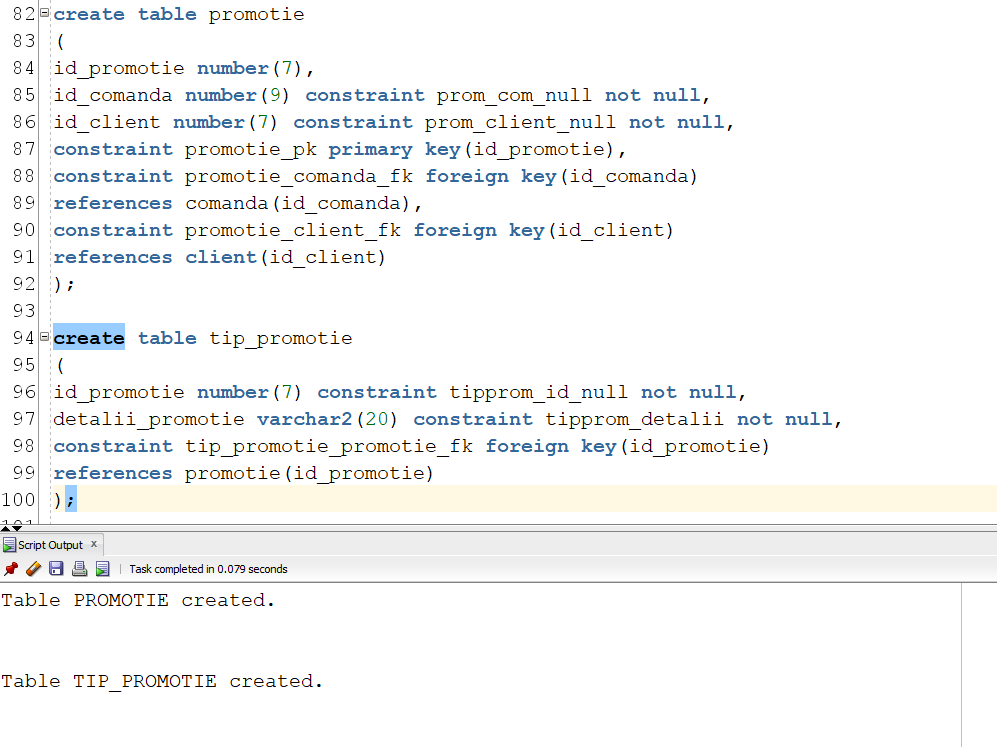 82 create table promotie
83 (
84 id_promotie number(7),
85 id_comanda number(9) constraint prom_com_null not null,
86 id_client number(7) constraint prom_client_null not null,
87 constraint promotie_pk primary key(id_promotie),
88 constraint promotie_comanda_fk foreign key(id_comanda)
89 references comanda(id_comanda),
90 constraint promotie_client_fk foreign key(id_client)
91 references client(id_client)
92 );
93
94 create table tip_promotie
95 (
96 id_promotie number(7) constraint tipprom_id_null not null,
97 detalii_promotie varchar2(20) constraint tipprom_detalii not null,
98 constraint tip_promotie_promotie_fk foreign key(id_promotie)
99 references promotie(id_promotie)
100 );
Script Output x
Task completed in 0.079 seconds
Table PROMOTIE created.
Table TIP_PROMOTIE created.